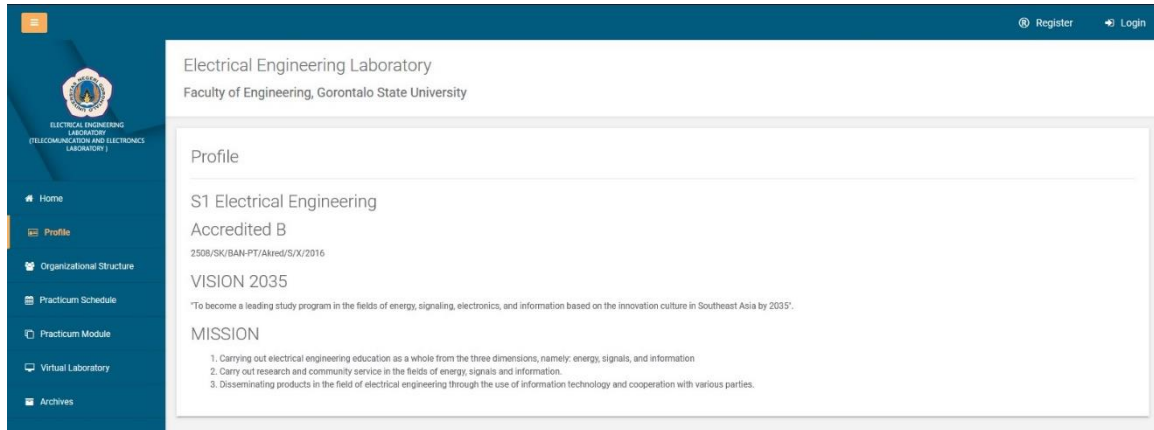 Register
Login
ELECTRICAL ENGINEERING
LABORATORY
(TELECOMUNICATION AND ELECTRONICS
LABORATORY )
Home
Profile
Organizational Structure
Practicum Schedule
Practicum Module
Virtual Laboratory
Archives
Electrical Engineering Laboratory
Faculty of Engineering, Gorontalo State University
Profile
S1 Electrical Engineering
Accredited B
2508/SK/BAN-PT/Akred/S/X/2016
VISION 2035
"To become a leading study program in the fields of energy, signaling, electronics, and information based on the innovation culture in Southeast Asia by 2035".
MISSION
1. Carrying out electrical engineering education as a whole from the three dimensions, namely: energy, signals, and information
2. Carry out research and community service in the fields of energy, signals and information.
3. Disseminating products in the field of electrical engineering through the use of information technology and cooperation with various parties.